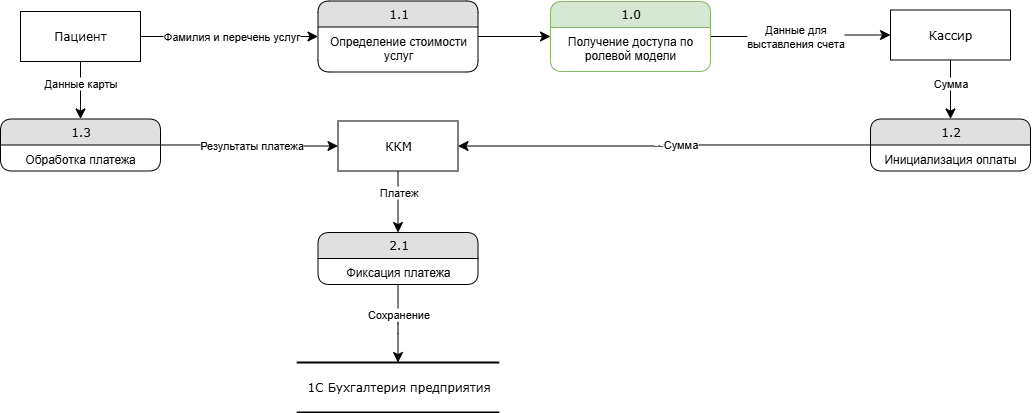 Пациент
Фамилия и перечень услуг
1.1
Определение стоимости
услуг
1.0
Получение доступа по
ролевой модели
Данные для
выставления счета
Кассир
Данные карты
Сумма
1.3
Обработка платежа
Результаты платежа
ККМ
Сумма
1.2
Инициализация оплаты
Платеж
2.1
Фиксация платежа
Сохранение
1С Бухгалтерия предприятия